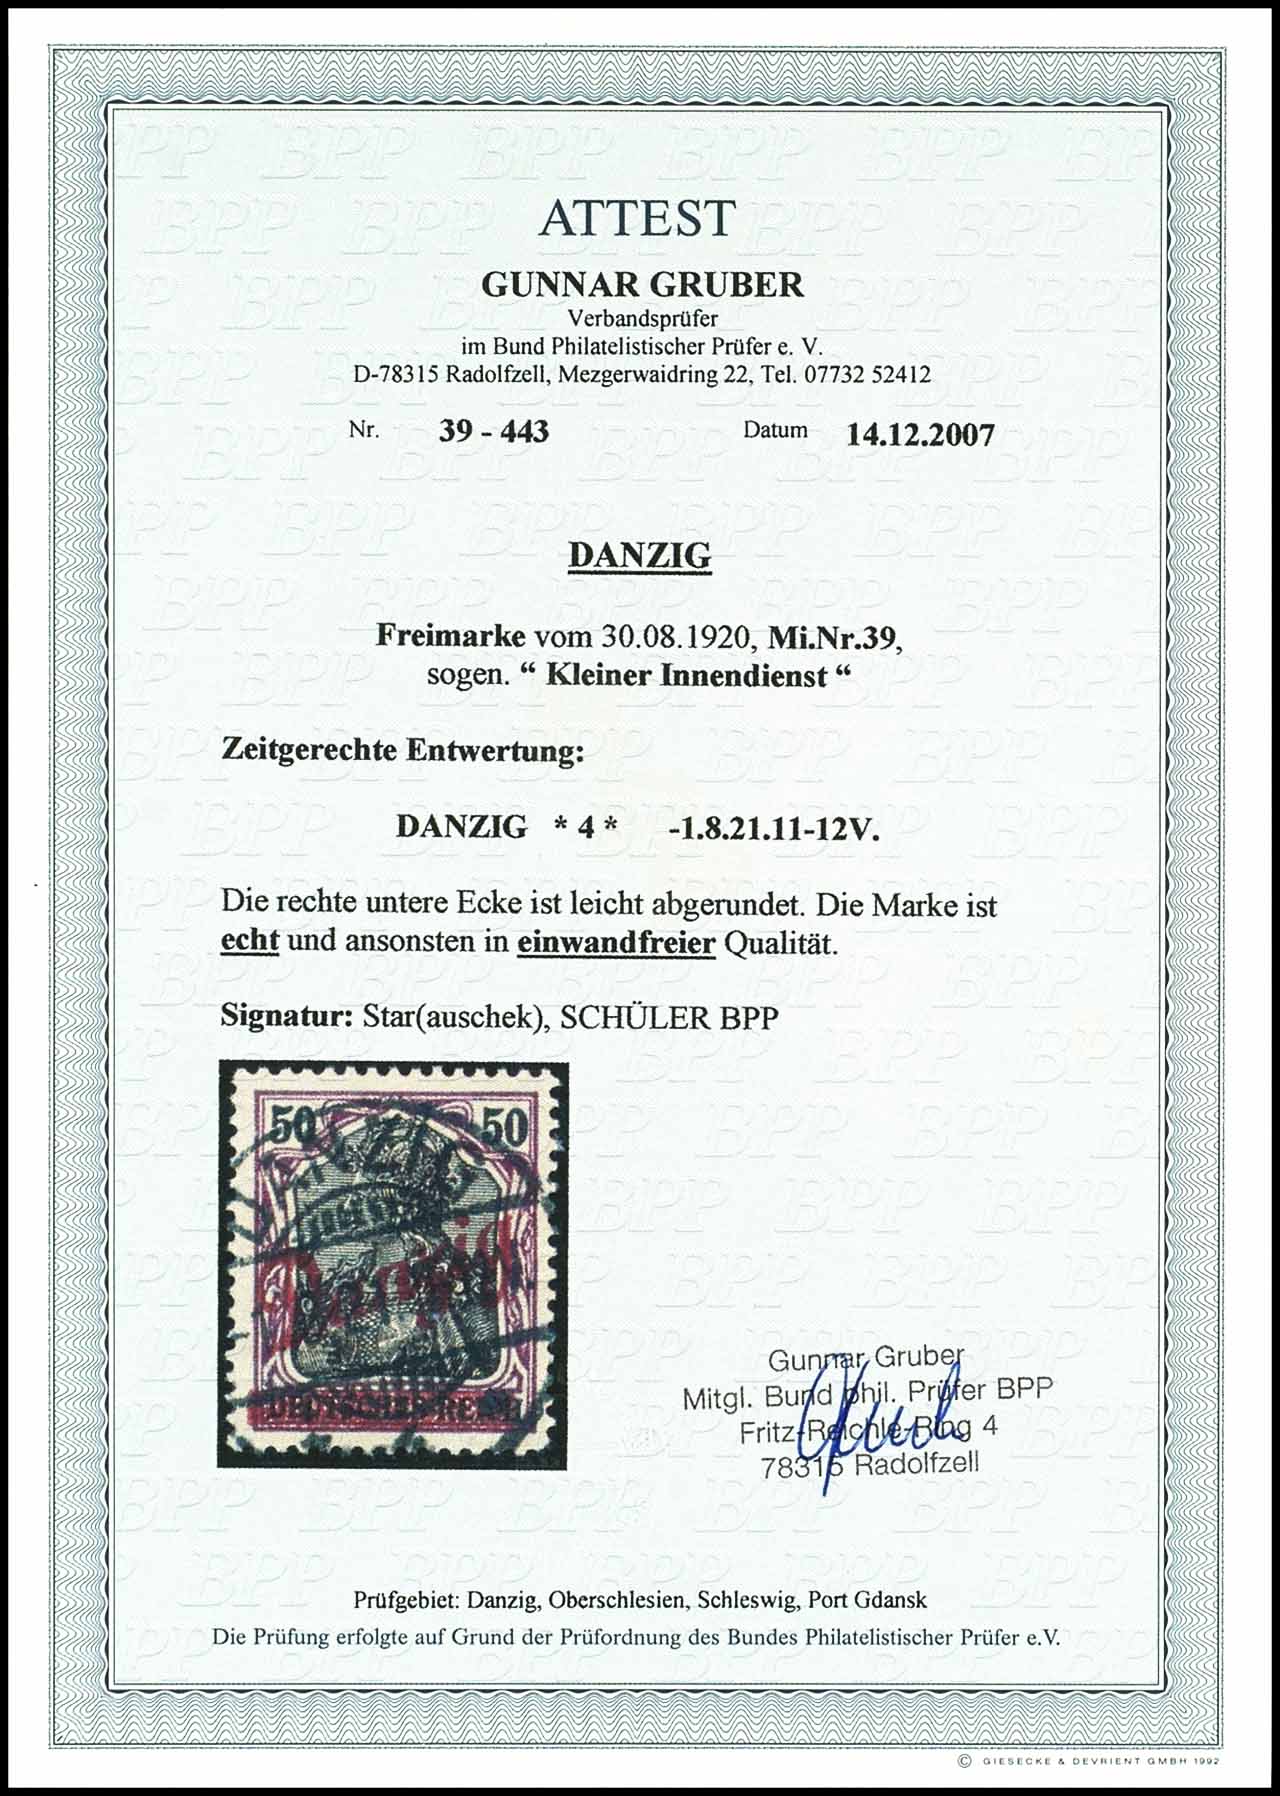 ATTEST
GUNNAR GRUBER
Verbandsprüfer
im Bund Philatelistischer Prüfer e. V.
D-78315 Radolfzell, Mezgerwaidring 22, Tel. 07732 52412
Nr. 39 - 443 Datum 14.12.2007
DANZIG
Freimarke vom 30.08.1920, Mi.Nr.39,
sogen. “ Kleiner Innendienst “
Zeitgerechte Entwertung:
DANZIG * 4 * -1.8.21.11-12V.
Die rechte untere Ecke ist leicht abgerundet. Die Marke ist
echt und ansonsten in einwandfreier Qualität.
Signatur: Star(auschek), SCHÜLER BPP
50 50
Danzig
DEUTSCHES REICH
Gunnar Gruber
Mitgl. Bund phil. Prüfer BPP
Fritz-Reichle-Ring 4
78315 Radolfzell
Prüfgebiet: Danzig, Oberschlesien, Schleswig, Port Gdansk
Die Prüfung erfolgte auf Grund der Prüfordnung des Bundes Philatelistischer Prüfer e.V.
© GIESECKE & DEVRIENT GMBH 1992